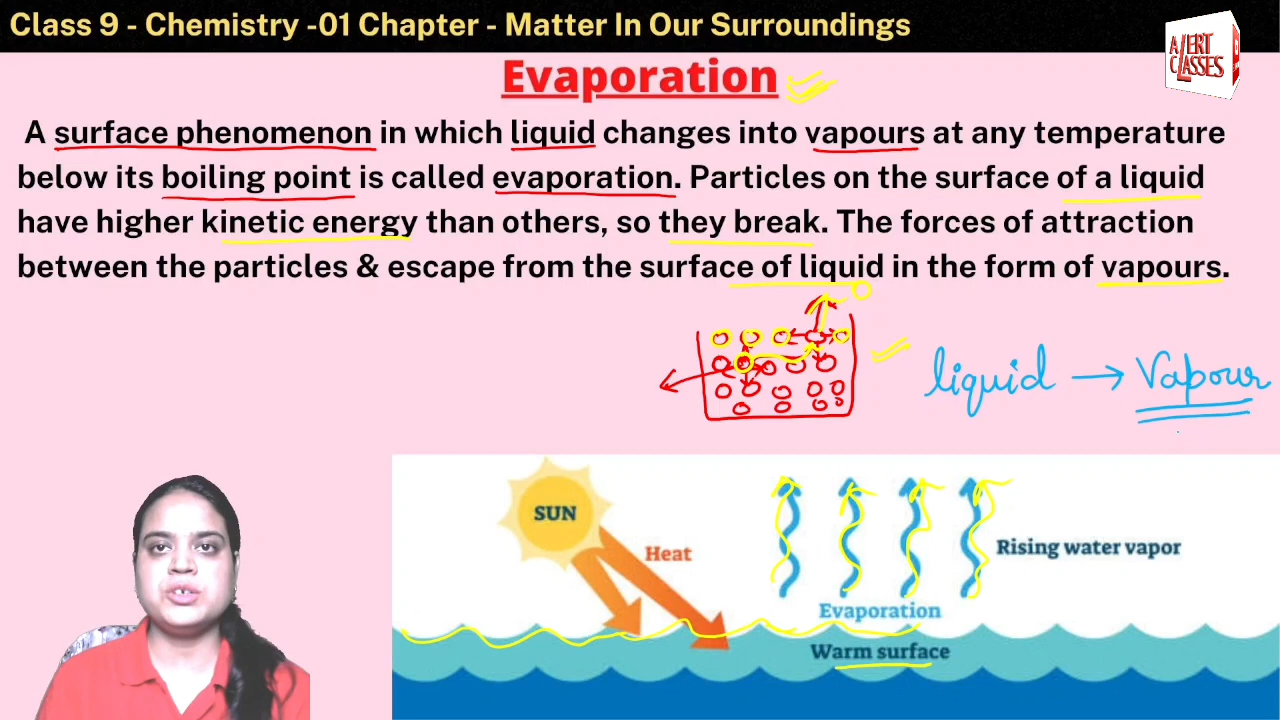 Class 9 - Chemistry -01 Chapter - Matter In Our Surroundings
ALERT
CLASSES
Evaporation
A surface phenomenon in which liquid changes into vapours at any temperature
below its boiling point is called evaporation. Particles on the surface of a liquid
have higher kinetic energy than others, so they break. The forces of attraction
between the particles & escape from the surface of liquid in the form of vapours.
liquid → Vapour
SUN
Heat
Rising water vapor
Evaporation
Warm surface